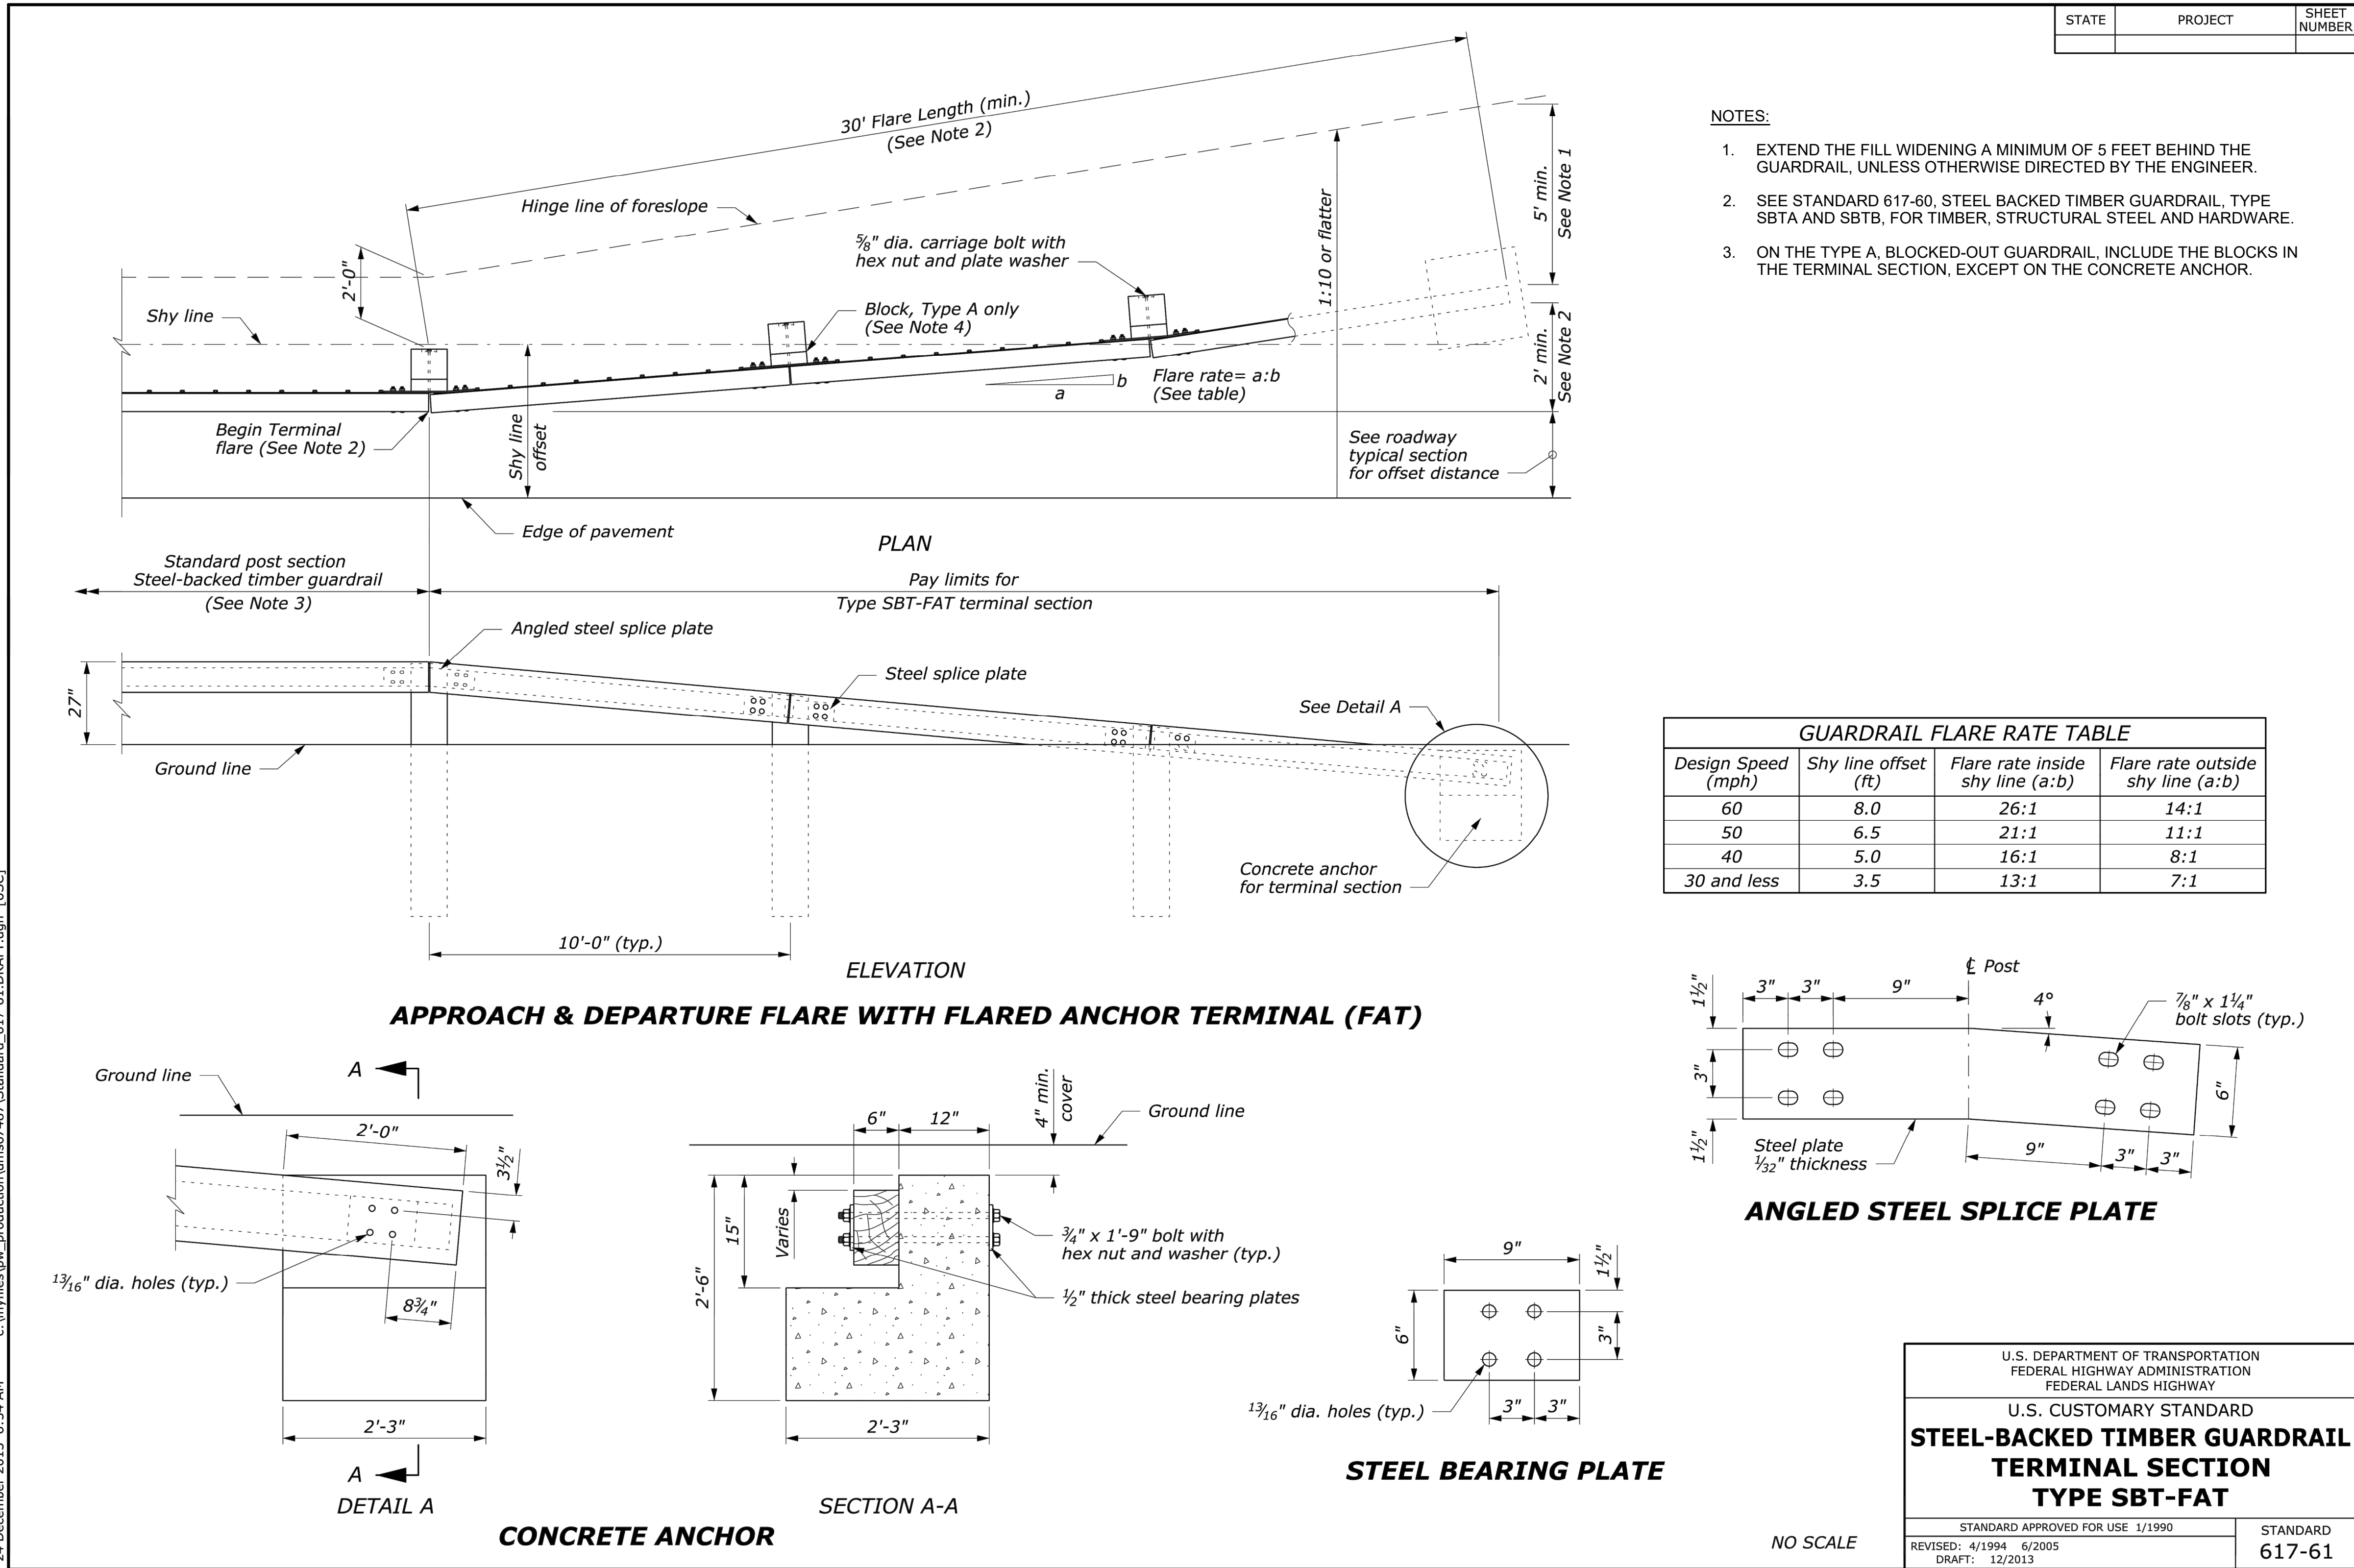 STATE
PROJECT
SHEET
NUMBER
30' Flare Length (min.)
(See Note 2)
Hinge line of foreslope
2'-0"
Shy line
5⁄8" dia. carriage bolt with
hex nut and plate washer
Block, Type A only
(See Note 4)
1:10 or flatter
5' min.
See Note 1
2' min.
See Note 2
a
b
Flare rate= a:b
(See table)
Begin Terminal
flare (See Note 2)
Shy line
offset
See roadway
typical section
for offset distance
Edge of pavement
PLAN
NOTES:
1. EXTEND THE FILL WIDENING A MINIMUM OF 5 FEET BEHIND THE
GUARDRAIL, UNLESS OTHERWISE DIRECTED BY THE ENGINEER.
2. SEE STANDARD 617-60, STEEL BACKED TIMBER GUARDRAIL, TYPE
SBTA AND SBTB, FOR TIMBER, STRUCTURAL STEEL AND HARDWARE.
3. ON THE TYPE A, BLOCKED-OUT GUARDRAIL, INCLUDE THE BLOCKS IN
THE TERMINAL SECTION, EXCEPT ON THE CONCRETE ANCHOR.
Standard post section
Steel-backed timber guardrail
(See Note 3)
Pay limits for
Type SBT-FAT terminal section
Angled steel splice plate
Steel splice plate
See Detail A
27"
Ground line
Concrete anchor
for terminal section
10'-0" (typ.)
ELEVATION
APPROACH & DEPARTURE FLARE WITH FLARED ANCHOR TERMINAL (FAT)
GUARDRAIL FLARE RATE TABLE
Design Speed
(mph)
Shy line offset
(ft)
Flare rate inside
shy line (a:b)
Flare rate outside
shy line (a:b)
60 8.0 26:1 14:1
50 6.5 21:1 11:1
40 5.0 16:1 8:1
30 and less 3.5 13:1 7:1
Ground line
A
2'-0"
3½"
13⁄16" dia. holes (typ.)
8¾"
2'-3"
A
DETAIL A
6"
12"
4" min.
cover
Ground line
15"
Varies
2'-6"
¾" x 1'-9" bolt with
hex nut and washer (typ.)
½" thick steel bearing plates
2'-3"
SECTION A-A
CONCRETE ANCHOR
9"
1½"
6"
3"
13⁄16" dia. holes (typ.)
3"
3"
STEEL BEARING PLATE
℄ Post
1½"
3"
3"
9"
4°
7⁄8" x 1¼"
bolt slots (typ.)
3"
6"
1½"
Steel plate
1⁄32" thickness
9"
3"
3"
ANGLED STEEL SPLICE PLATE
NO SCALE
U.S. DEPARTMENT OF TRANSPORTATION
FEDERAL HIGHWAY ADMINISTRATION
FEDERAL LANDS HIGHWAY
U.S. CUSTOMARY STANDARD
STEEL-BACKED TIMBER GUARDRAIL
TERMINAL SECTION
TYPE SBT-FAT
STANDARD APPROVED FOR USE 1/1990
REVISED: 4/1994 6/2005
DRAFT: 12/2013
STANDARD
617-61